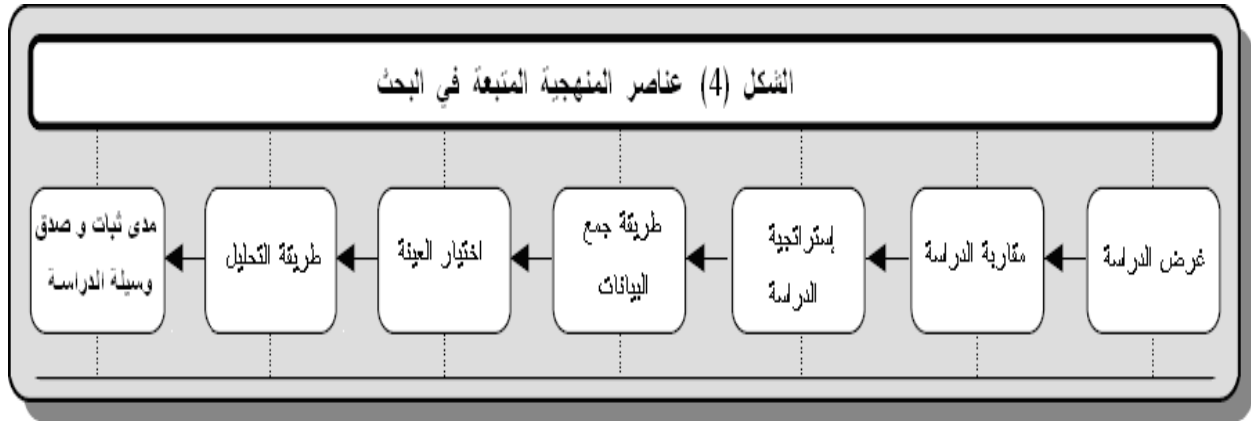 الشكل (4) عناصر المنهجية المتبعة في البحث
غرض الدراسة
مقاربة الدراسة
إستراتجية
الدراسة
طريقة جمع
البيانات
اختيار العينة
طريقة التحليل
مدى ثبات و صدق
وسيلة الدراسة